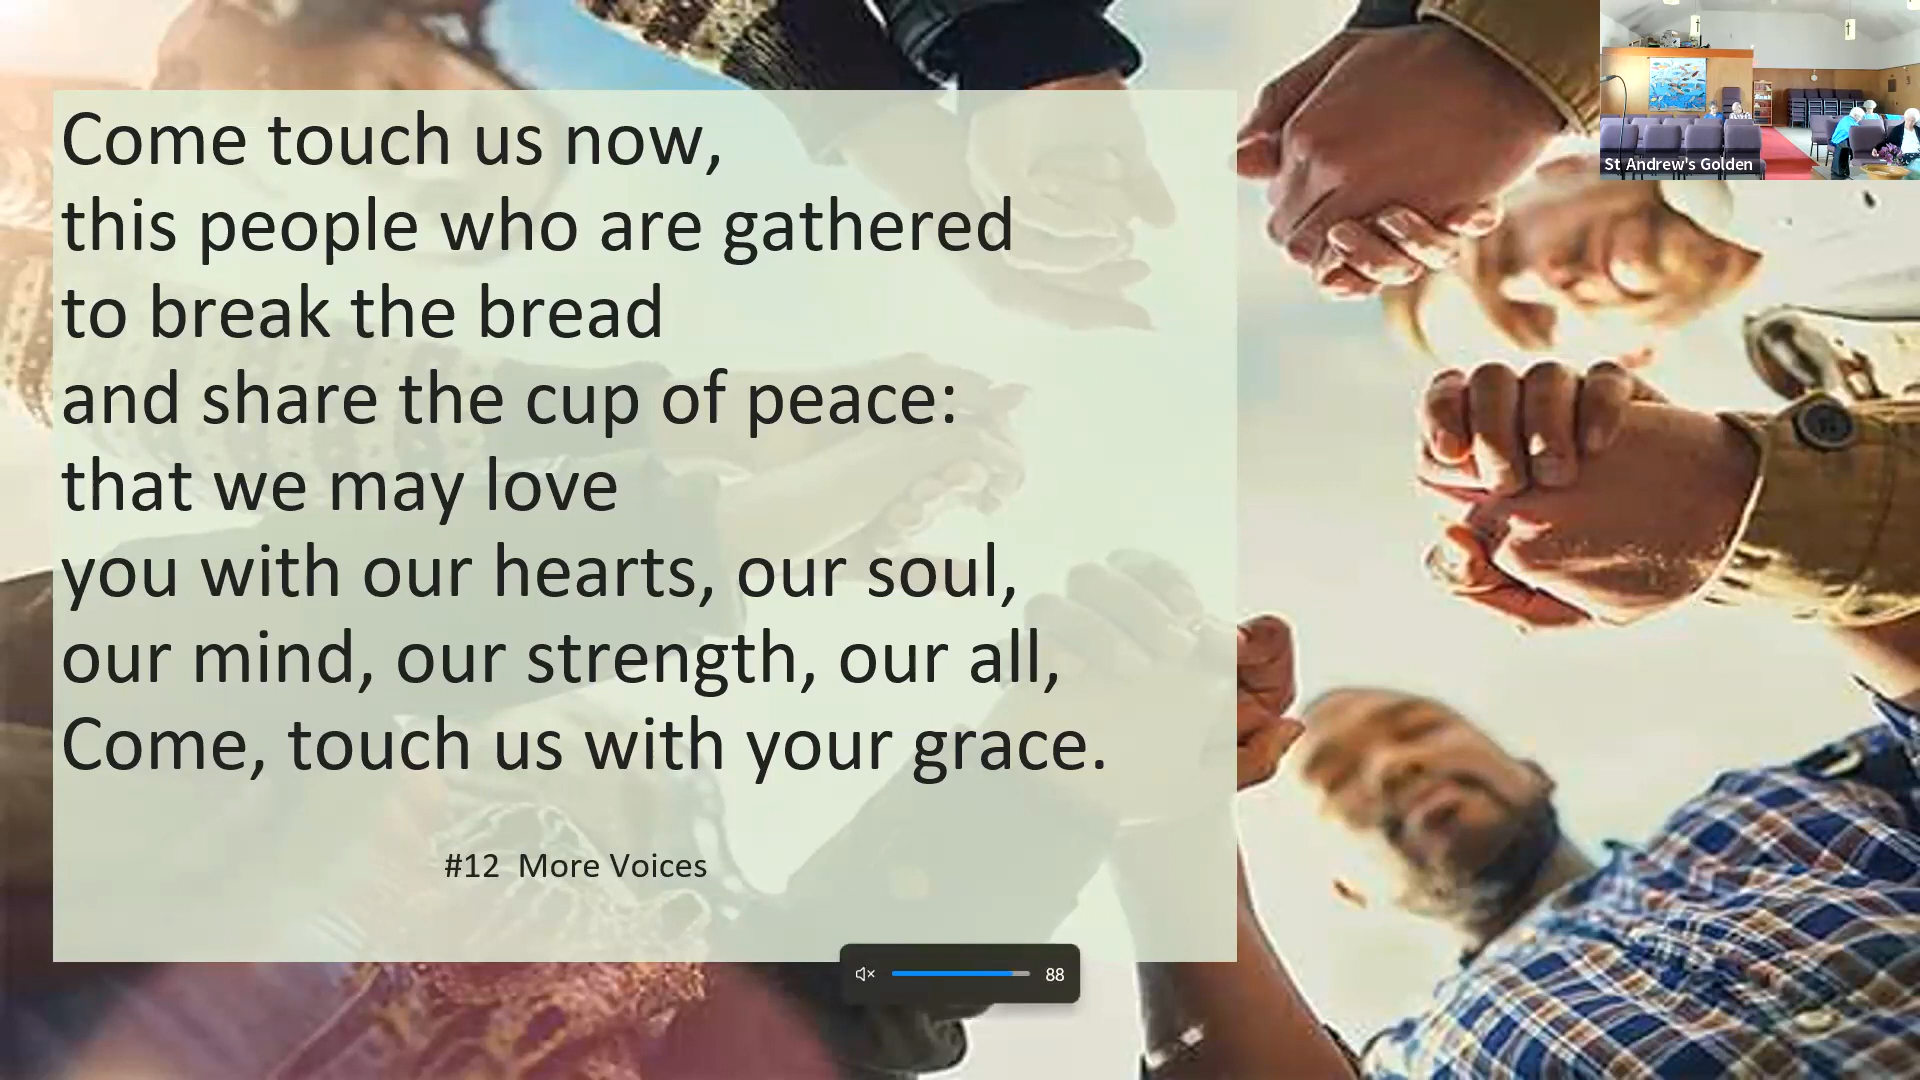 Come touch us now,
this people who are gathered
to break the bread
and share the cup of peace:
that we may love
you with our hearts, our soul,
our mind, our strength, our all,
Come, touch us with your grace.
#12 More Voices
88
St Andrew's Golden